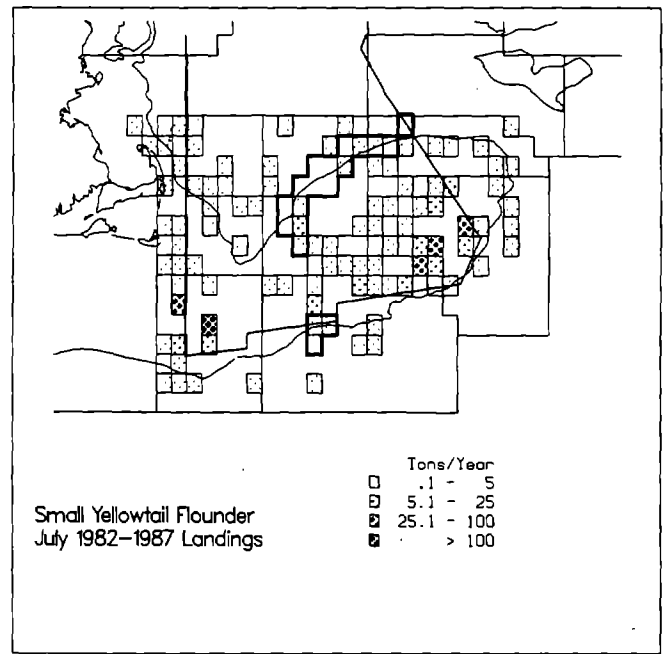 Tons/Year
.1 - 5
5.1 - 25
25.1 - 100
> 100
Small Yellowtail Flounder
July 1982-1987 Landings